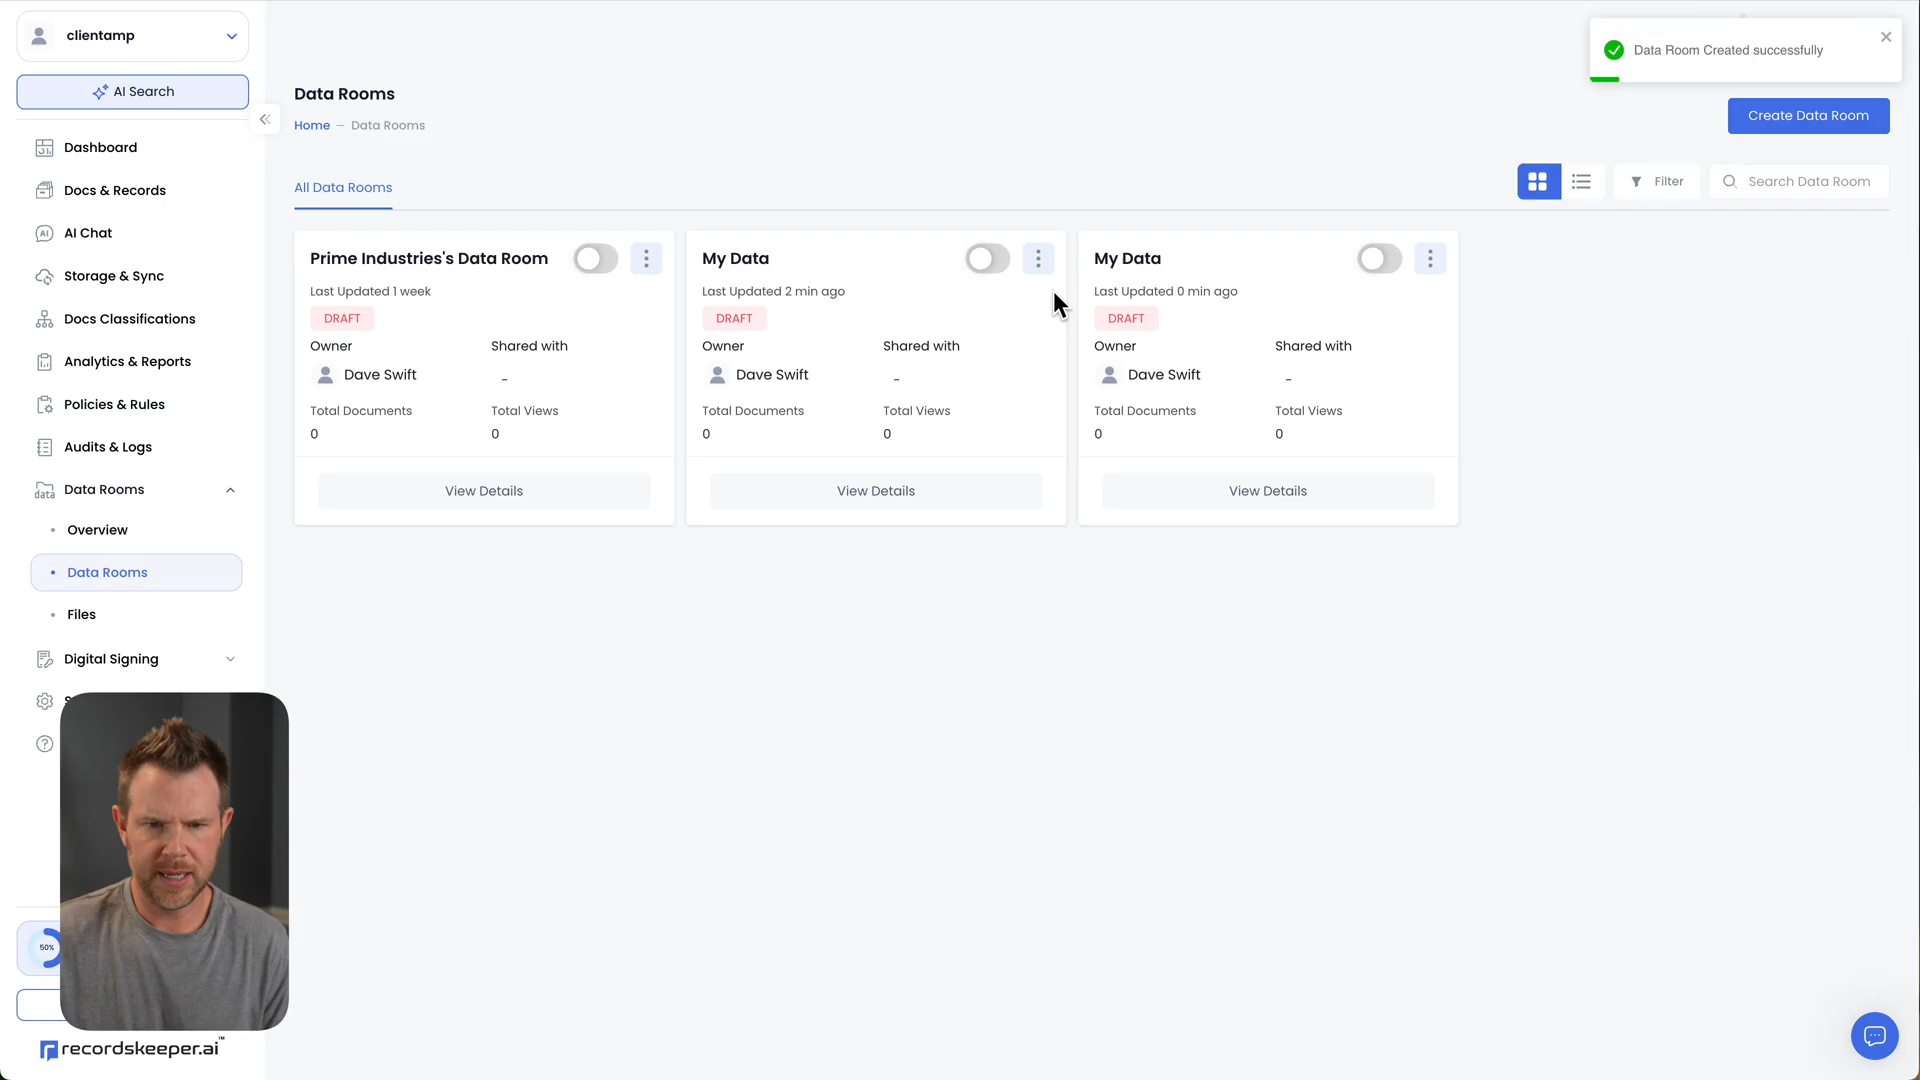 clientamp
AI Search
Dashboard
Docs & Records
AI Chat
Storage & Sync
Docs Classifications
Analytics & Reports
Policies & Rules
Audits & Logs
Data Rooms
Overview
Data Rooms
Files
Digital Signing
50%
recordskeeper.ai™
Data Room Created successfully
Data Rooms
Home – Data Rooms
Create Data Room
All Data Rooms
Filter
Search Data Room
Prime Industries's Data Room
Last Updated 1 week
DRAFT
Owner Shared with
Dave Swift -
Total Documents Total Views
0 0
View Details
My Data
Last Updated 2 min ago
DRAFT
Owner Shared with
Dave Swift -
Total Documents Total Views
0 0
View Details
My Data
Last Updated 0 min ago
DRAFT
Owner Shared with
Dave Swift -
Total Documents Total Views
0 0
View Details